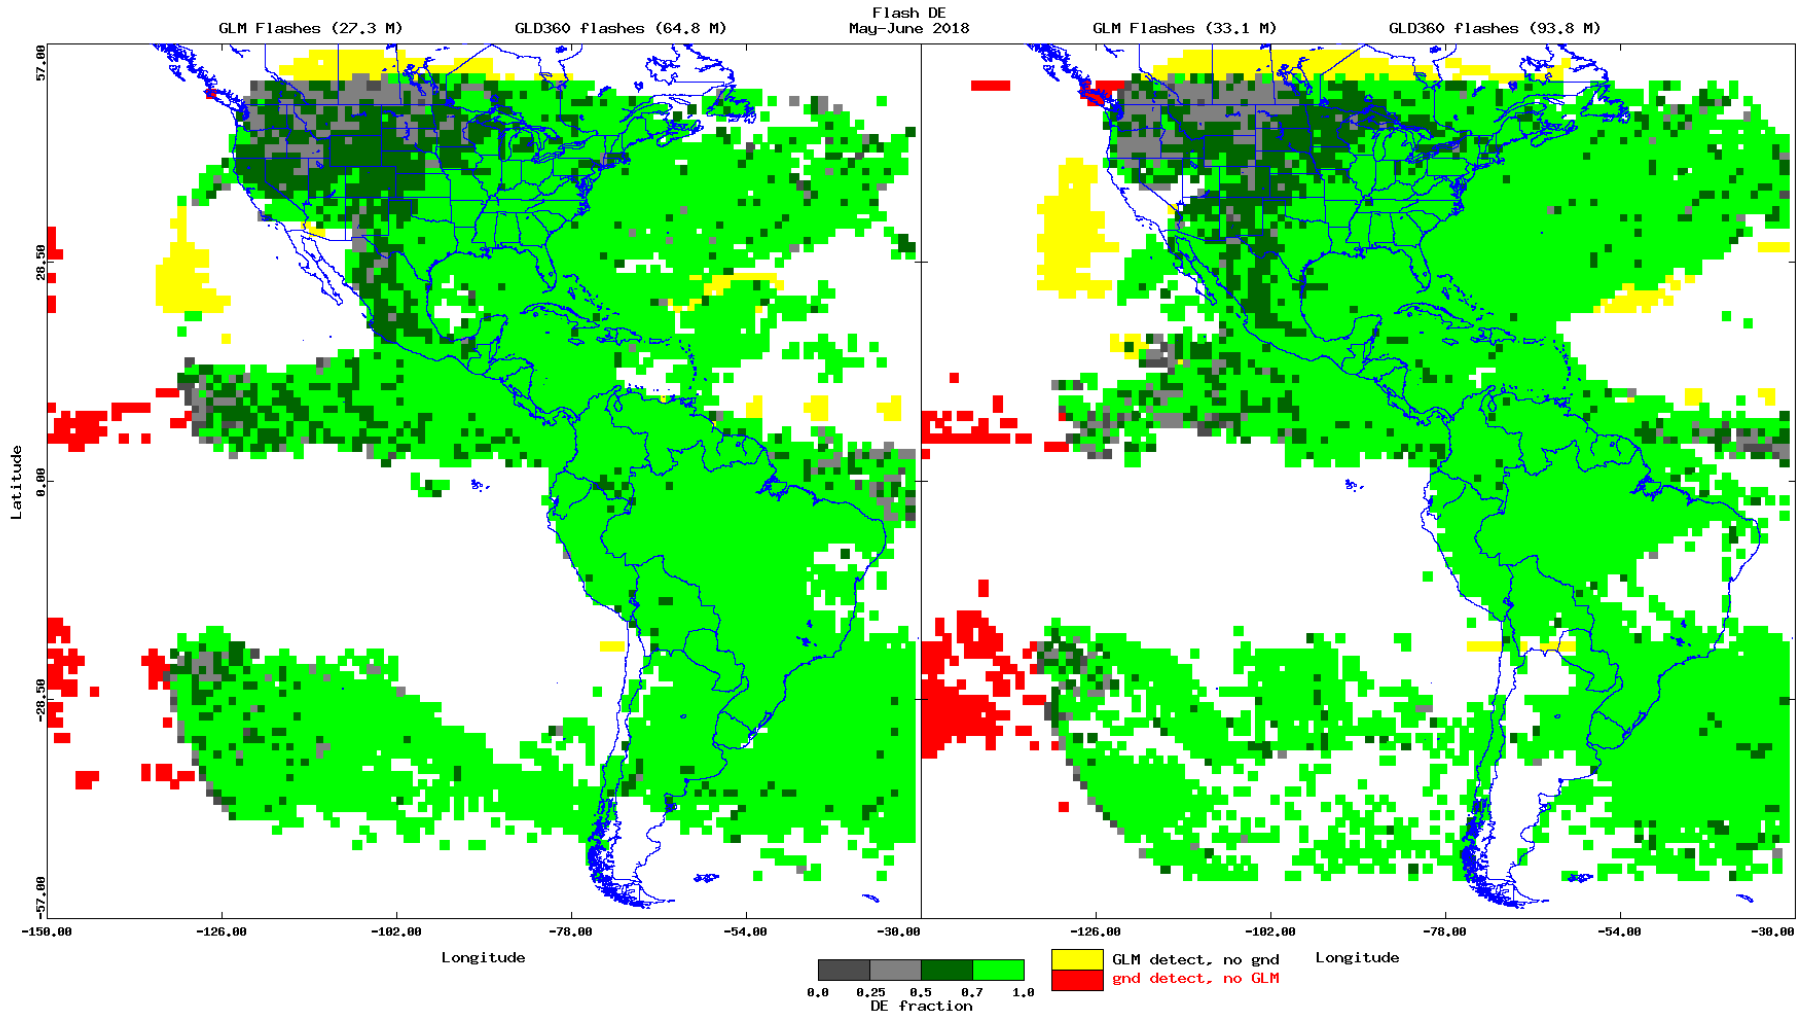 Flash DE
GLM Flashes (27.3 M)
GLD360 flashes (64.8 M)
May-June 2018
GLM Flashes (33.1 M)
GLD360 flashes (93.8 M)
57.00
28.50
0.00
-28.50
-57.00
Latitude
-150.00
-126.00
-102.00
-78.00
-54.00
-30.00
-126.00
-102.00
-78.00
-54.00
-30.00
Longitude
Longitude
0.0
0.25
0.5
0.7
1.0
DE fraction
GLM detect, no gnd
gnd detect, no GLM